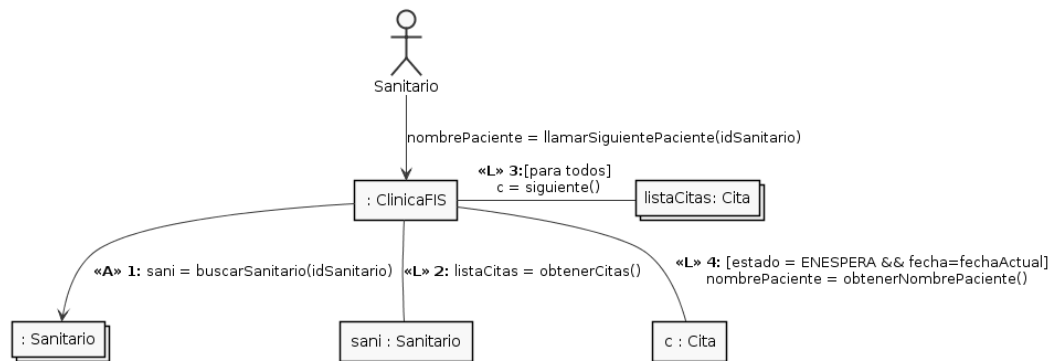 Sanitario
nombrePaciente = llamarSiguientePaciente(idSanitario)
«L» 3:[para todos]
c = siguiente()
: ClinicaFIS
listaCitas: Cita
«A» 1: sani = buscarSanitario(idSanitario)
«L» 2: listaCitas = obtenerCitas()
«L» 4: [estado = ENESPERA && fecha=fechaActual]
nombrePaciente = obtenerNombrePaciente()
: Sanitario
sani : Sanitario
c : Cita